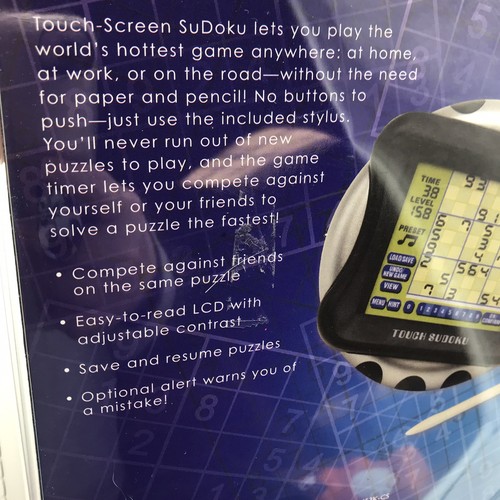 Touch-Screen SuDoku lets you play the
world's hottest game anywhere: at home,
at work, or on the road—without the need
for paper and pencil! No buttons to
push—just use the included stylus.
You'll never run out of new
puzzles to play, and the game
timer lets you compete against
yourself or your friends to
solve a puzzle the fastest!
• Compete against friends
on the same puzzle
• Easy-to-read LCD with
adjustable contrast
• Save and resume puzzles
• Optional alert warns you of
a mistake!
TIME
38
LEVEL
158
PRESET
LOAD/SAVE
UNDO/
NEW GAME
VIEW
MENU HINT
TOUCH SUDOKU